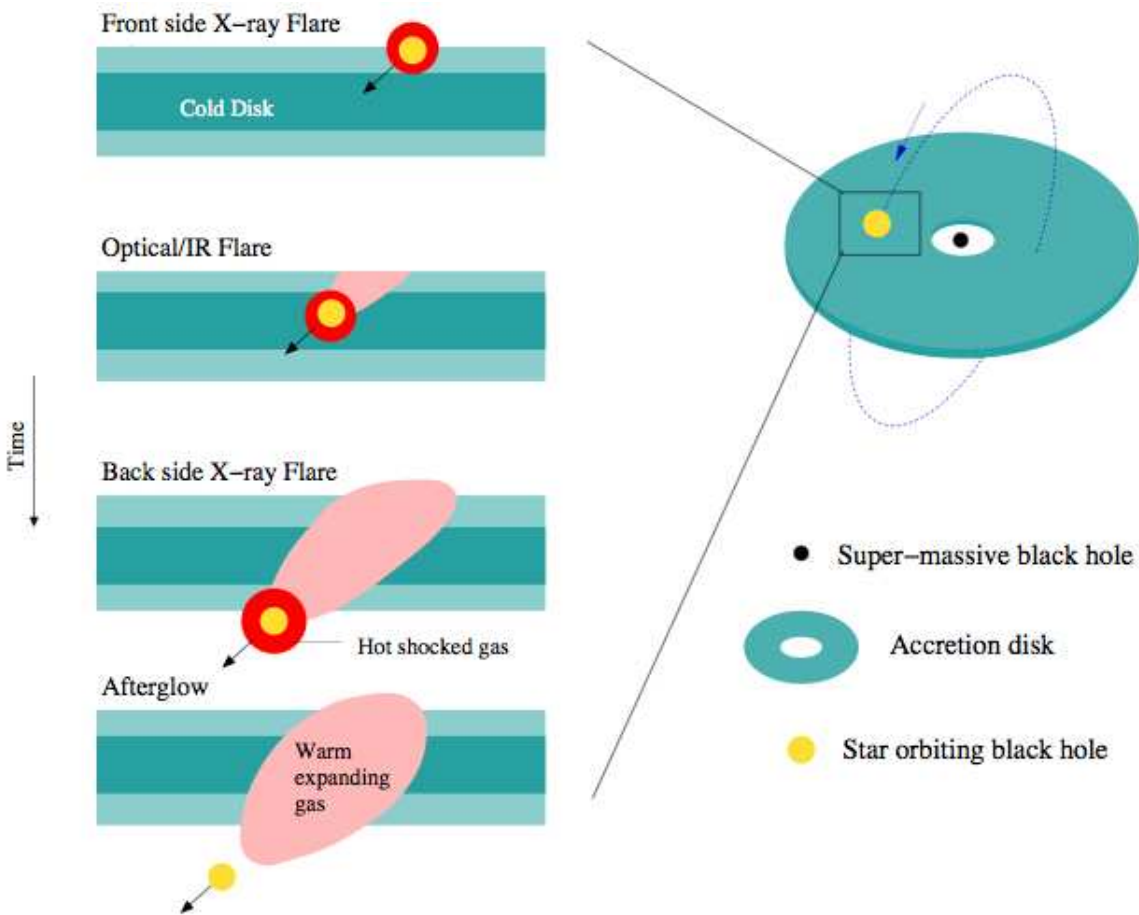 Front side X−ray Flare
Cold Disk
Optical/IR Flare
Time
Back side X−ray Flare
Hot shocked gas
Afterglow
Warm
expanding
gas
Super−massive black hole
Accretion disk
Star orbiting black hole